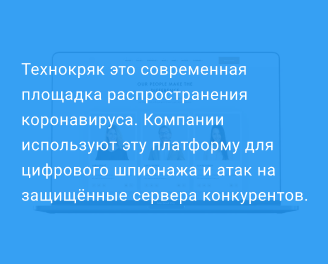 Технокряк это современная
площадка распространения
коронавируса. Компании
используют эту платформу для
цифрового шпионажа и атак на
защищённые сервера конкурентов.